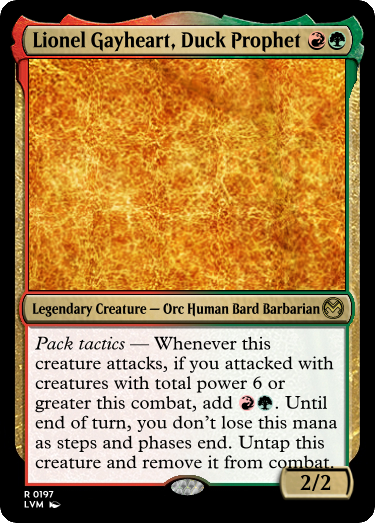 Lionel Gayheart, Duck Prophet
Legendary Creature — Orc Human Bard Barbarian
Pack tactics — Whenever this
creature attacks, if you attacked with
creatures with total power 6 or
greater this combat, add . Until
end of turn, you don't lose this mana
as steps and phases end. Untap this
creature and remove it from combat.
2/2
R 0197
LVM